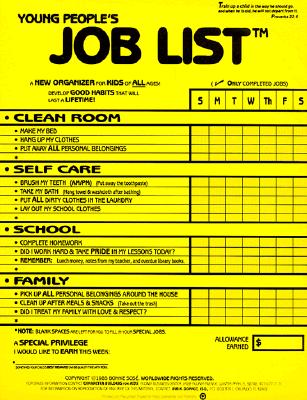 Train up a child in the way he should go,
and when he is old, he will not depart from it.
Proverbs 22:6
YOUNG PEOPLE'S
JOB LIST™
A NEW ORGANIZER FOR KIDS OF ALL AGES!
DEVELOP GOOD HABITS THAT WILL
LAST A LIFETIME!
(✓ ONLY COMPLETED JOBS)
S M T W Th F S
• CLEAN ROOM
• MAKE MY BED
• HANG UP MY CLOTHES
• PUT AWAY ALL PERSONAL BELONGINGS
• SELF CARE
• BRUSH MY TEETH (AM/PM) (Put away the toothpaste)
• TAKE MY BATH (Hang towel & washcloth after bathing)
• PUT ALL DIRTY CLOTHES IN THE LAUNDRY
• LAY OUT MY SCHOOL CLOTHES
• SCHOOL
• COMPLETE HOMEWORK
• DID I WORK HARD & TAKE PRIDE IN MY LESSONS TODAY?
• REMEMBER: Lunch money, notes from my teacher, and overdue library books.
• FAMILY
• PICK UP ALL PERSONAL BELONGINGS AROUND THE HOUSE
• CLEAN UP AFTER MEALS & SNACKS (Take out the trash)
• DID I TREAT MY FAMILY WITH LOVE & RESPECT?
*NOTE: BLANK SPACES ARE LEFT FOR YOU TO FILL IN YOUR SPECIAL JOBS.
A SPECIAL PRIVILEGE
I WOULD LIKE TO EARN THIS WEEK:
ALLOWANCE
EARNED $
COPYRIGHT © 1988 BONNIE SOSÉ. WORLDWIDE RIGHTS RESERVED.